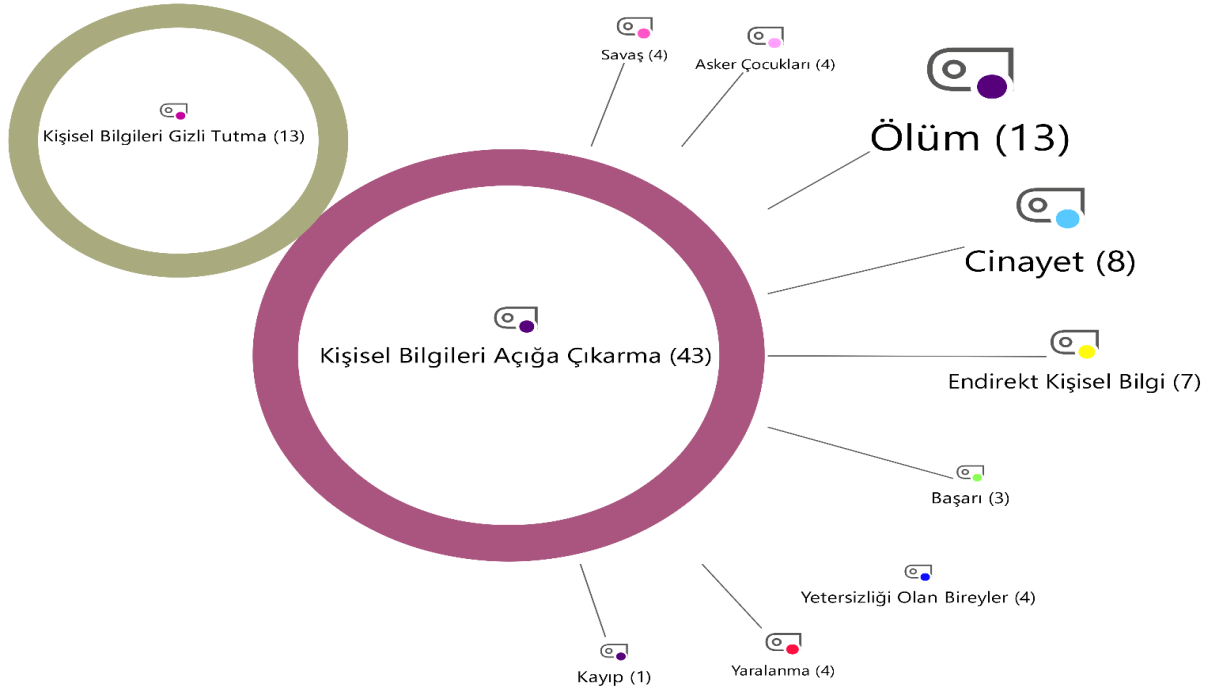 Savaş (4)
Asker Çocukları (4)
Kişisel Bilgileri Gizli Tutma (13)
Ölüm (13)
Cinayet (8)
Kişisel Bilgileri Açığa Çıkarma (43)
Endirekt Kişisel Bilgi (7)
Başarı (3)
Yetersizliği Olan Bireyler (4)
Yaralanma (4)
Kayıp (1)